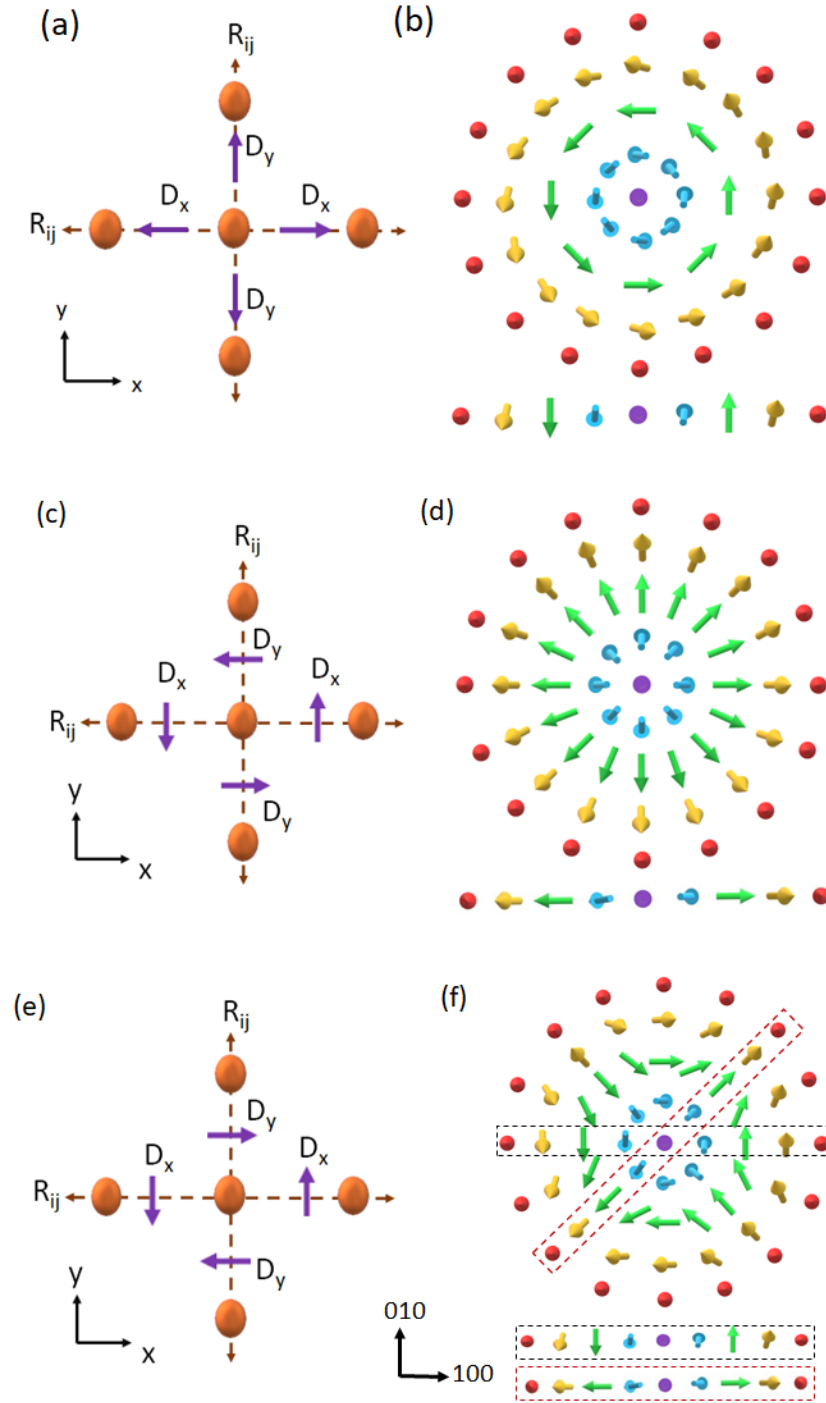 (a)
R_ij
D_y
D_x
D_x
R_ij
D_y
y
x
(b)
(c)
R_ij
D_y
D_x
D_x
R_ij
D_y
y
x
(d)
(e)
R_ij
D_y
D_x
D_x
R_ij
D_y
y
x
(f)
010
100